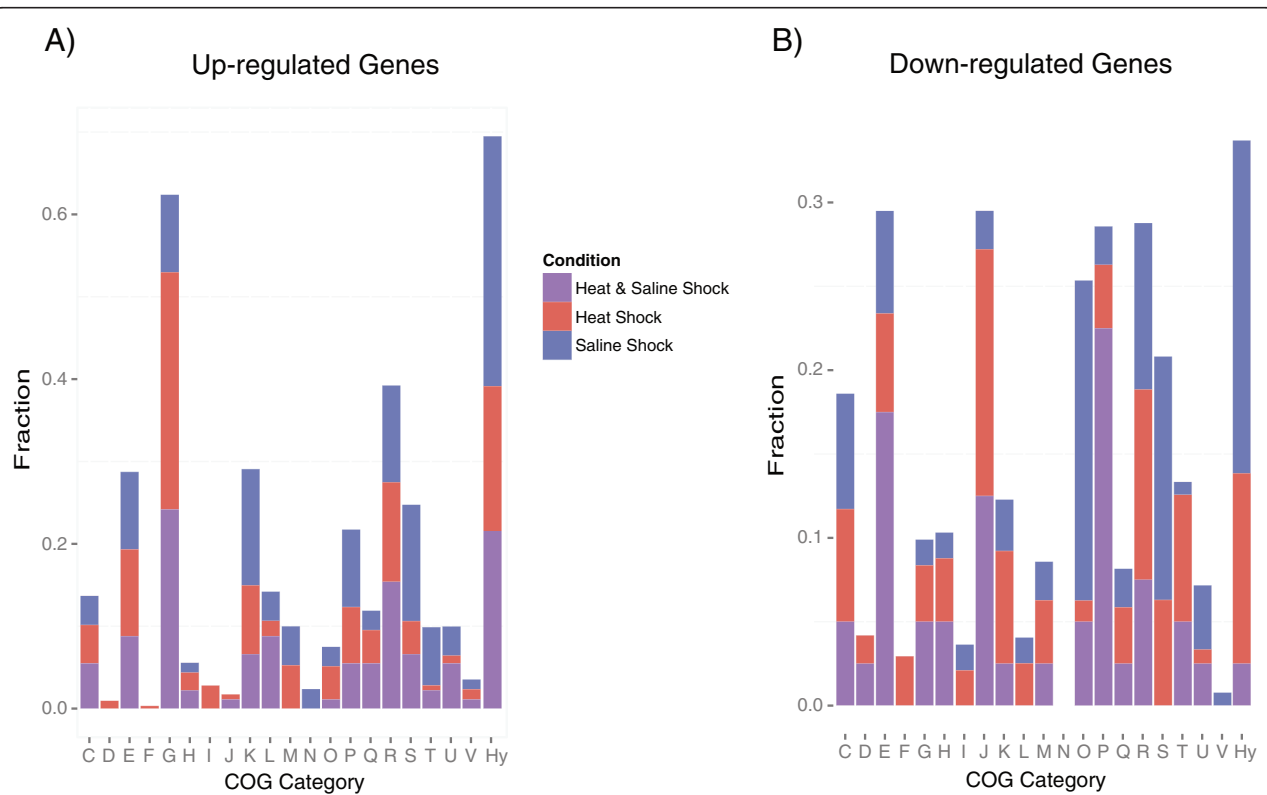 A)
Up-regulated Genes
Fraction
0.6
0.4
0.2
0.0
C D E F G H I J K L M N O P Q R S T U V Hy
COG Category
Condition
Heat & Saline Shock
Heat Shock
Saline Shock
B)
Down-regulated Genes
Fraction
0.3
0.2
0.1
0.0
C D E F G H I J K L M N O P Q R S T U V Hy
COG Category